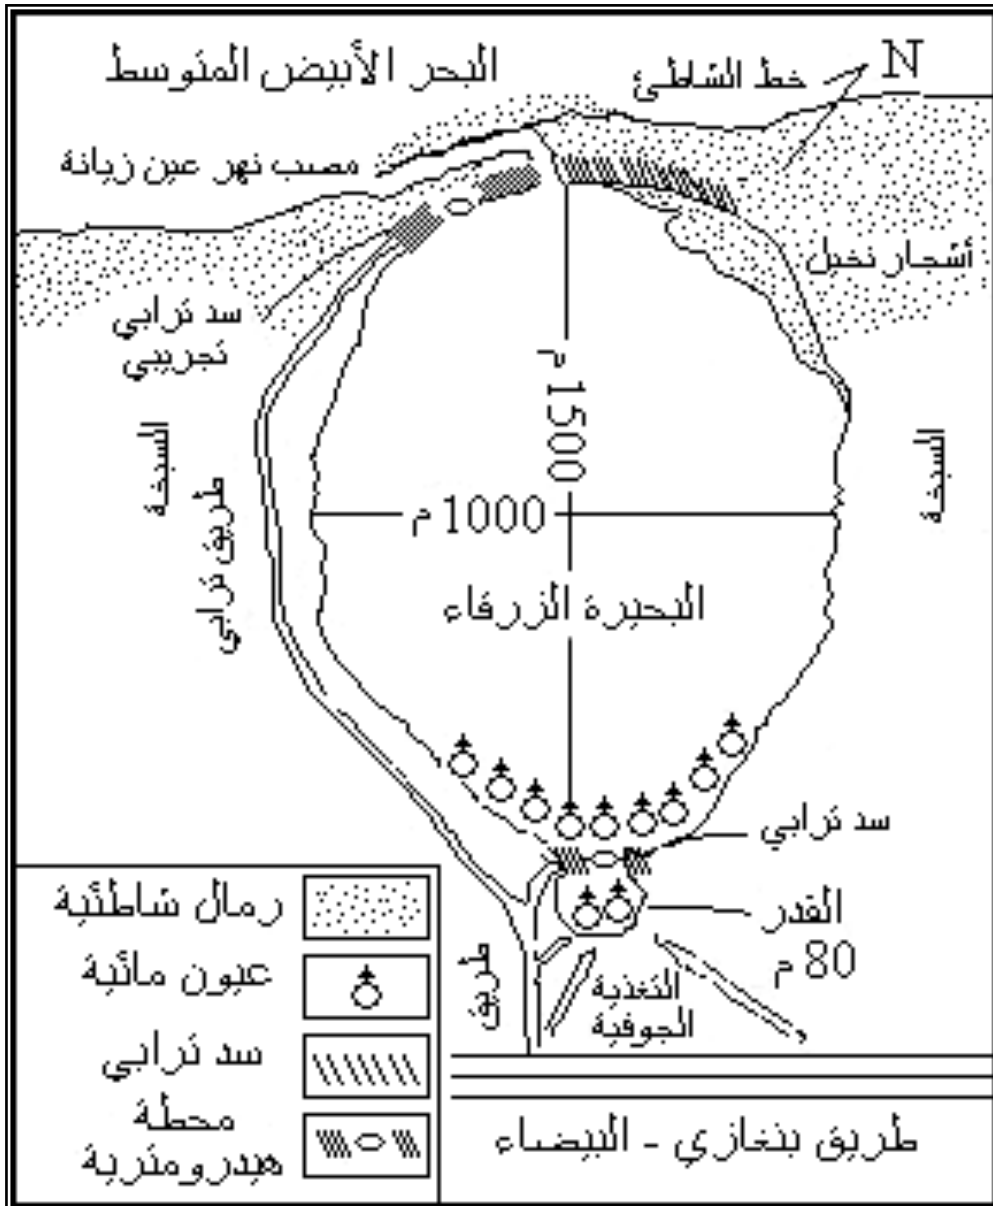 البحر الأبيض المتوسط
خط الشاطئ
N
مصب نهر عين زيانة
أشجار نخيل
سد ترابي
تجريبي
السبخة
طريق ترابي
1500 م
1000 م
السبخة
البحيرة الزرقاء
سد ترابي
القدر
80 م
التغذية
الجوفية
طريق
طريق بنغازي - البيضاء
رمال شاطئية
عيون مائية
سد ترابي
محطة
هيدرومترية